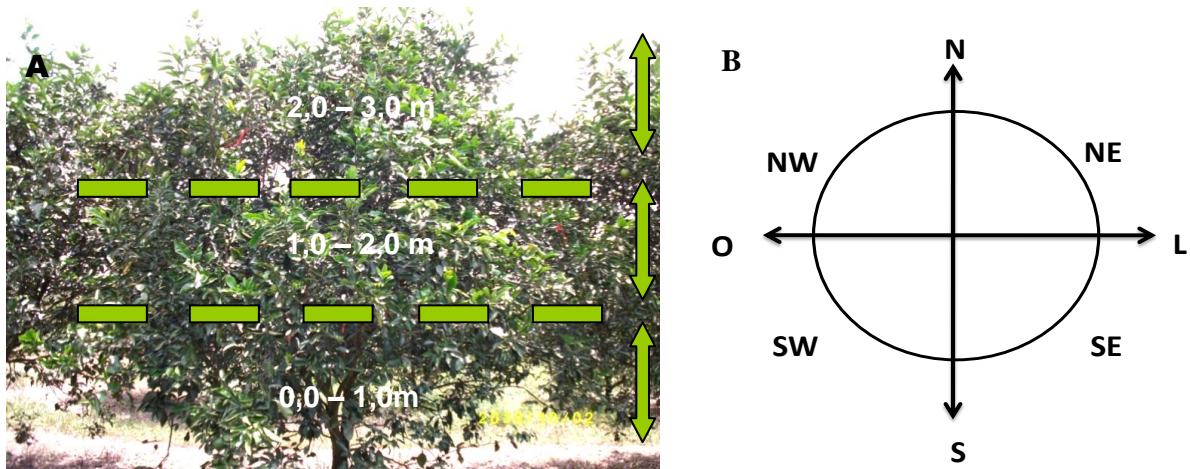 A
2,0 – 3,0 m
1,0 – 2,0 m
0,0 – 1,0m
B
N
NW
NE
O
L
SW
SE
S